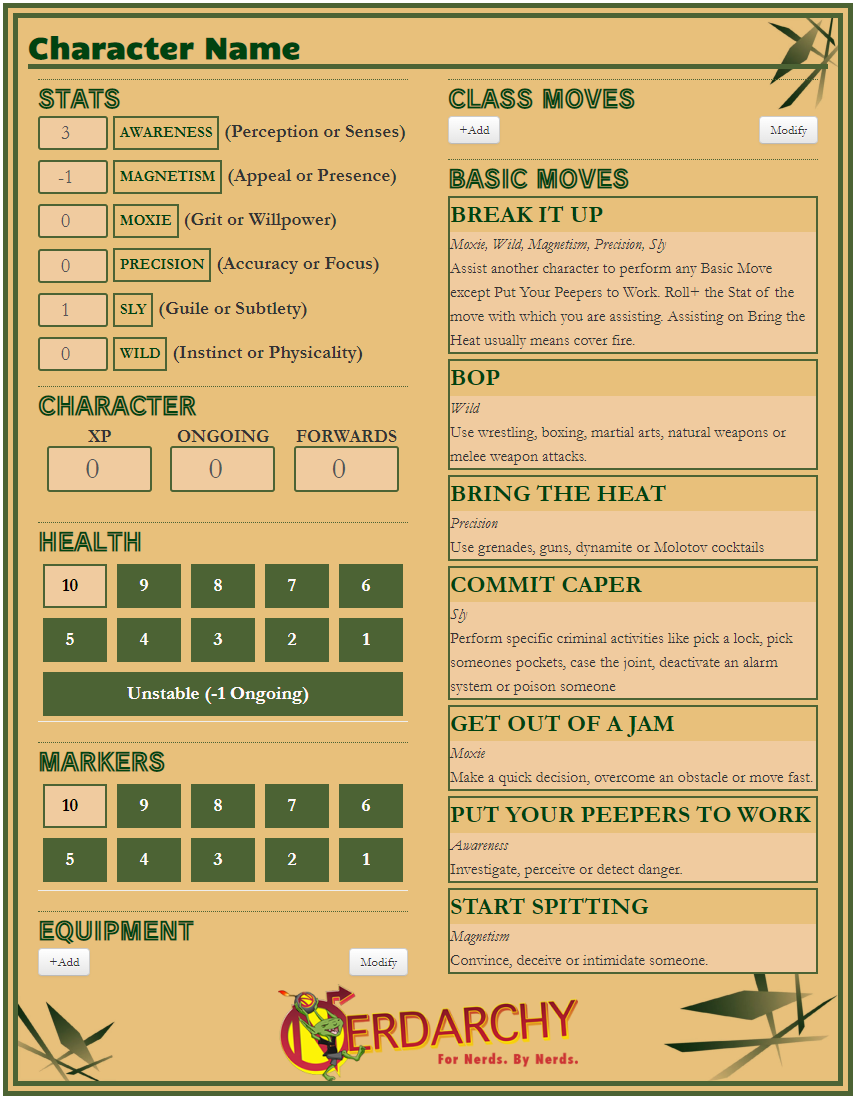 Character Name
STATS
3 AWARENESS (Perception or Senses)
-1 MAGNETISM (Appeal or Presence)
0 MOXIE (Grit or Willpower)
0 PRECISION (Accuracy or Focus)
1 SLY (Guile or Subtlety)
0 WILD (Instinct or Physicality)
CHARACTER
XP ONGOING FORWARDS
0 0 0
HEALTH
10 9 8 7 6
5 4 3 2 1
Unstable (-1 Ongoing)
MARKERS
10 9 8 7 6
5 4 3 2 1
EQUIPMENT
+Add Modify
CLASS MOVES
+Add Modify
BASIC MOVES
BREAK IT UP
Moxie, Wild, Magnetism, Precision, Sly
Assist another character to perform any Basic Move
except Put Your Peepers to Work. Roll+ the Stat of the
move with which you are assisting. Assisting on Bring the
Heat usually means cover fire.
BOP
Wild
Use wrestling, boxing, martial arts, natural weapons or
melee weapon attacks.
BRING THE HEAT
Precision
Use grenades, guns, dynamite or Molotov cocktails
COMMIT CAPER
Sly
Perform specific criminal activities like pick a lock, pick
someones pockets, case the joint, deactivate an alarm
system or poison someone
GET OUT OF A JAM
Moxie
Make a quick decision, overcome an obstacle or move fast.
PUT YOUR PEEPERS TO WORK
Awareness
Investigate, perceive or detect danger.
START SPITTING
Magnetism
Convince, deceive or intimidate someone.
NERDARCHY
For Nerds. By Nerds.